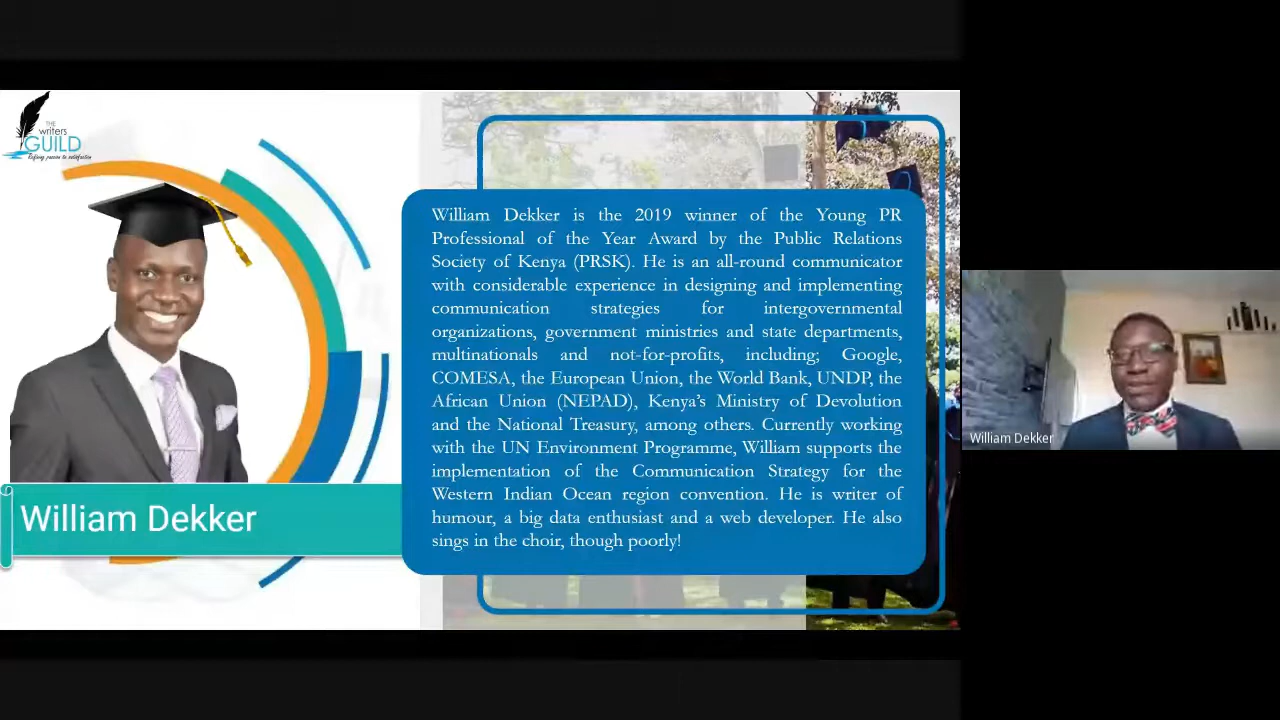 THE
writers
GUILD
Refining passion to satisfaction
William Dekker is the 2019 winner of the Young PR
Professional of the Year Award by the Public Relations
Society of Kenya (PRSK). He is an all-round communicator
with considerable experience in designing and implementing
communication strategies for intergovernmental
organizations, government ministries and state departments,
multinationals and not-for-profits, including; Google,
COMESA, the European Union, the World Bank, UNDP, the
African Union (NEPAD), Kenya's Ministry of Devolution
and the National Treasury, among others. Currently working
with the UN Environment Programme, William supports the
implementation of the Communication Strategy for the
Western Indian Ocean region convention. He is writer of
humour, a big data enthusiast and a web developer. He also
sings in the choir, though poorly!
William Dekker
William Dekker